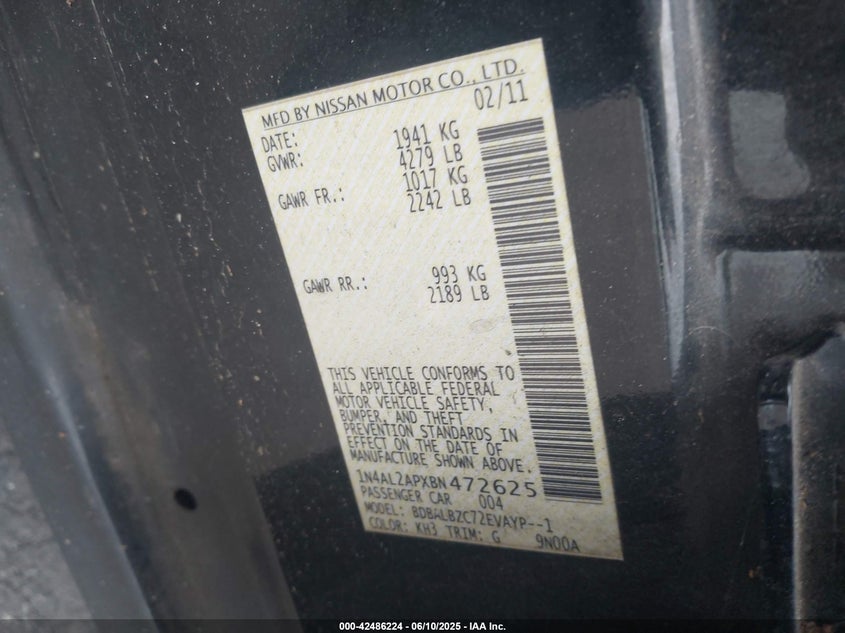 MFD BY NISSAN MOTOR CO., LTD.
DATE: 02/11
GVWR: 1941 KG
4279 LB
GAWR FR.: 1017 KG
2242 LB
GAWR RR.: 993 KG
2189 LB
THIS VEHICLE CONFORMS TO
ALL APPLICABLE FEDERAL
MOTOR VEHICLE SAFETY,
BUMPER, AND THEFT
PREVENTION STANDARDS IN
EFFECT ON THE DATE OF
MANUFACTURE SHOWN ABOVE.
1N4AL2APXBN472625
PASSENGER CAR 004
MODEL: BDBALBZC72EVAYP--1
COLOR: KH3 TRIM: G 9N00A
000-42486224 - 06/10/2025 - IAA Inc.